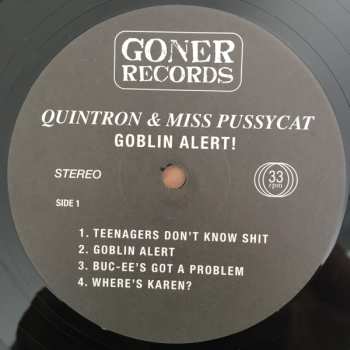 GONER
RECORDS
QUINTRON & MISS PUSSYCAT
GOBLIN ALERT!
STEREO
33
rpm
SIDE 1
1. TEENAGERS DON'T KNOW SHIT
2. GOBLIN ALERT
3. BUC-EE'S GOT A PROBLEM
4. WHERE'S KAREN?